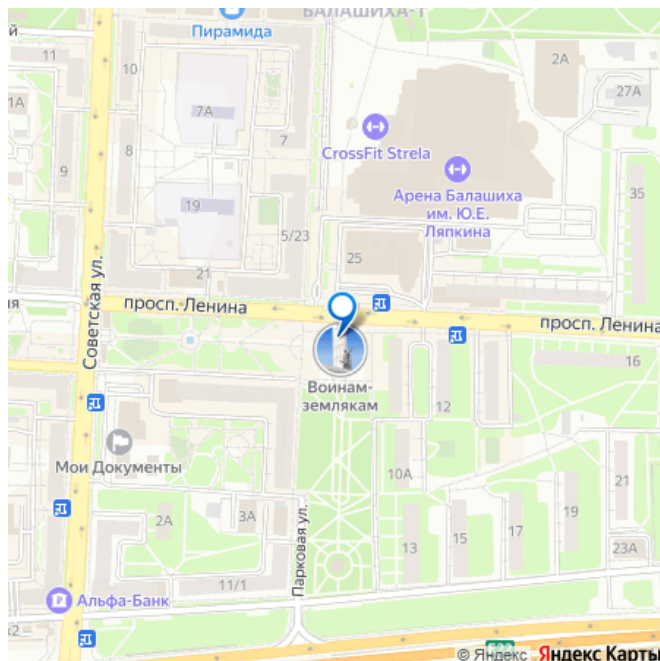 БАЛАШИХА-1
Пирамида
й
11
10
2А
27А
1А
7А
CrossFit Strela
8
7
9
Арена Балашиха
им. Ю.Е.
Ляпкина
19
35
5/23
25
21
просп. Ленина
я
просп. Ленина
Советская ул.
16
Воинам-
землякам
12
Мои Документы
10А
21
2А
3А
19
17
15
13
23А
Парковая ул.
11/1
Альфа-Банк
к2
© Яндекс Яндекс Карты